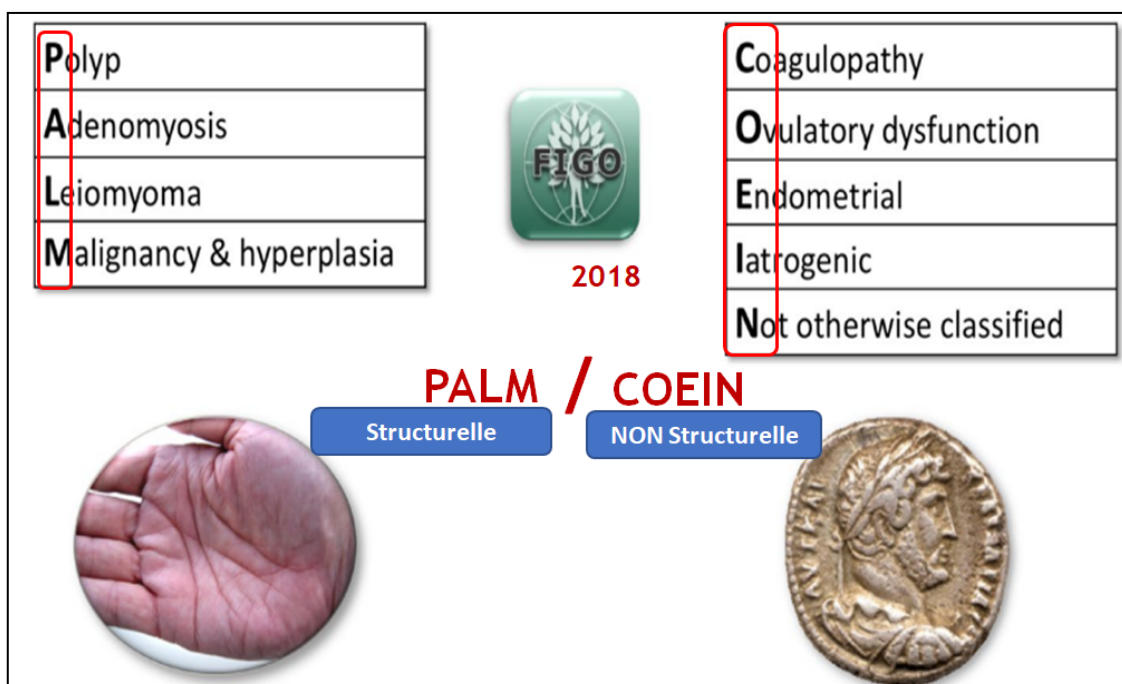 Polyp
Adenomyosis
Leiomyoma
Malignancy & hyperplasia
FIGO
2018
Coagulopathy
Ovulatory dysfunction
Endometrial
Iatrogenic
Not otherwise classified
PALM / COEIN
Structurelle
NON Structurelle